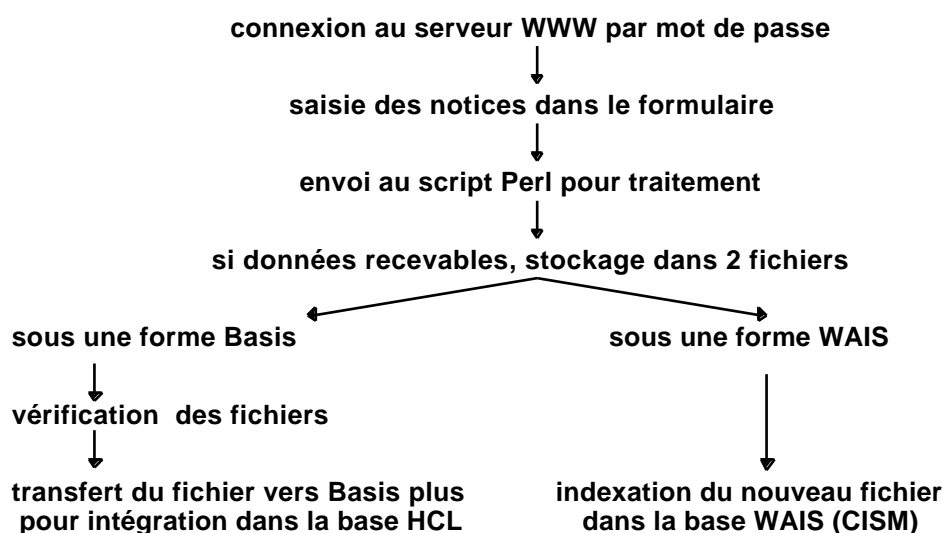 connexion au serveur WWW par mot de passe
saisie des notices dans le formulaire
envoi au script Perl pour traitement
si données recevables, stockage dans 2 fichiers
sous une forme Basis
sous une forme WAIS
vérification des fichiers
transfert du fichier vers Basis plus
pour intégration dans la base HCL
indexation du nouveau fichier
dans la base WAIS (CISM)